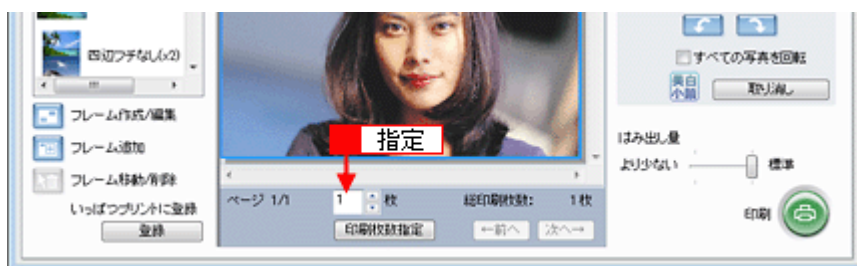 四辺フチなし(x2)
フレーム作成/編集
フレーム追加
フレーム移動/削除
いっぱつプリントに登録
登録
指定
ページ 1/1
1 枚
総印刷枚数: 1 枚
印刷枚数指定
←前へ
次へ→
すべての写真を回転
美白
小顔
取り消し
はみ出し量
より少ない
標準
印刷